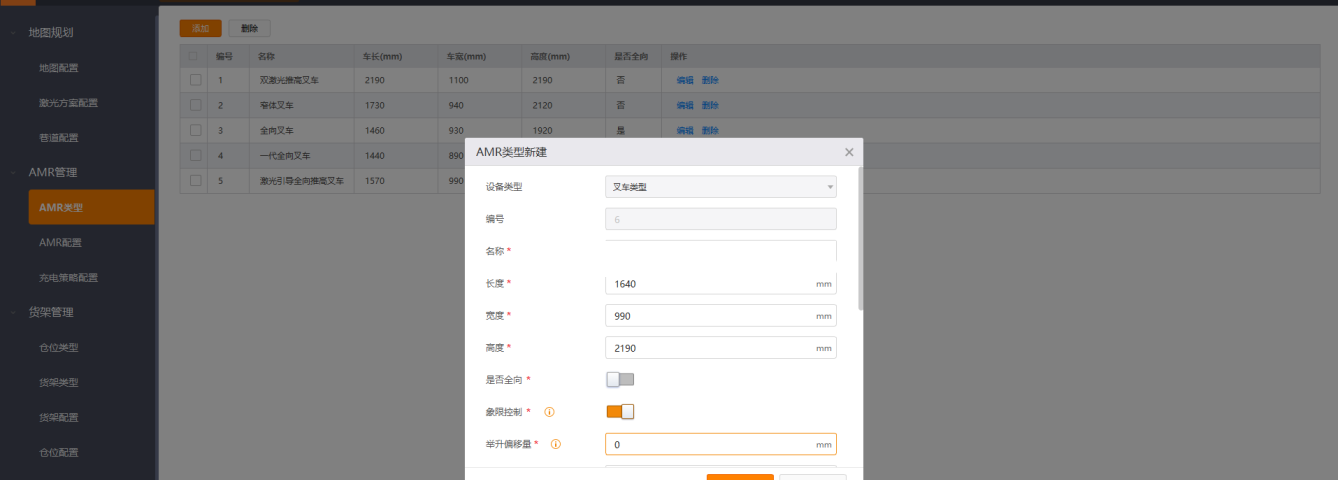 地图规划
地图配置
激光方案配置
巷道配置
AMR管理
AMR类型
AMR配置
充电策略配置
货架管理
仓位类型
货架类型
货架配置
仓位配置
添加 删除
编号 名称 车长(mm) 车宽(mm) 高度(mm) 是否全向 操作
1 双激光推高叉车 2190 1100 2190 否 编辑 删除
2 窄体叉车 1730 940 2120 否 编辑 删除
3 全向叉车 1460 930 1920 是 编辑 删除
4 一代全向叉车 1440 890
5 激光引导全向推高叉车 1570 990
AMR类型新建
设备类型 叉车类型
编号 6
名称 *
长度 * 1640 mm
宽度 * 990 mm
高度 * 2190 mm
是否全向 *
象限控制 *
举升偏移量 * 0 mm